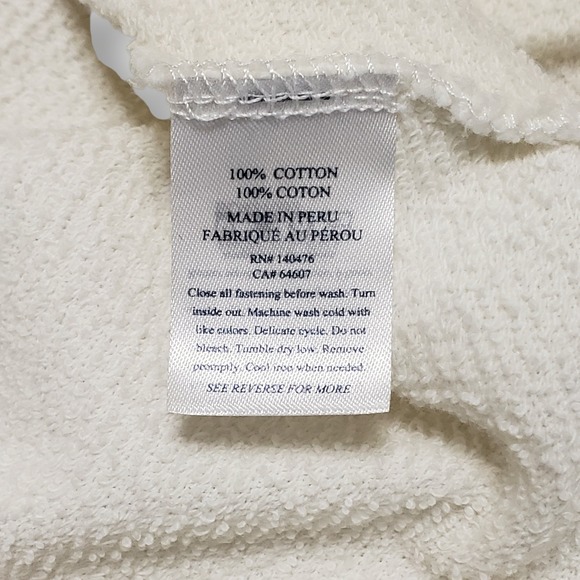 100% COTTON
100% COTON
MADE IN PERU
FABRIQUÉ AU PÉROU
RN# 140476
CA# 64607
Close all fastening before wash. Turn
inside out. Machine wash cold with
like colors. Delicate cycle. Do not
bleach. Tumble dry low. Remove
promptly. Cool iron when needed.
SEE REVERSE FOR MORE